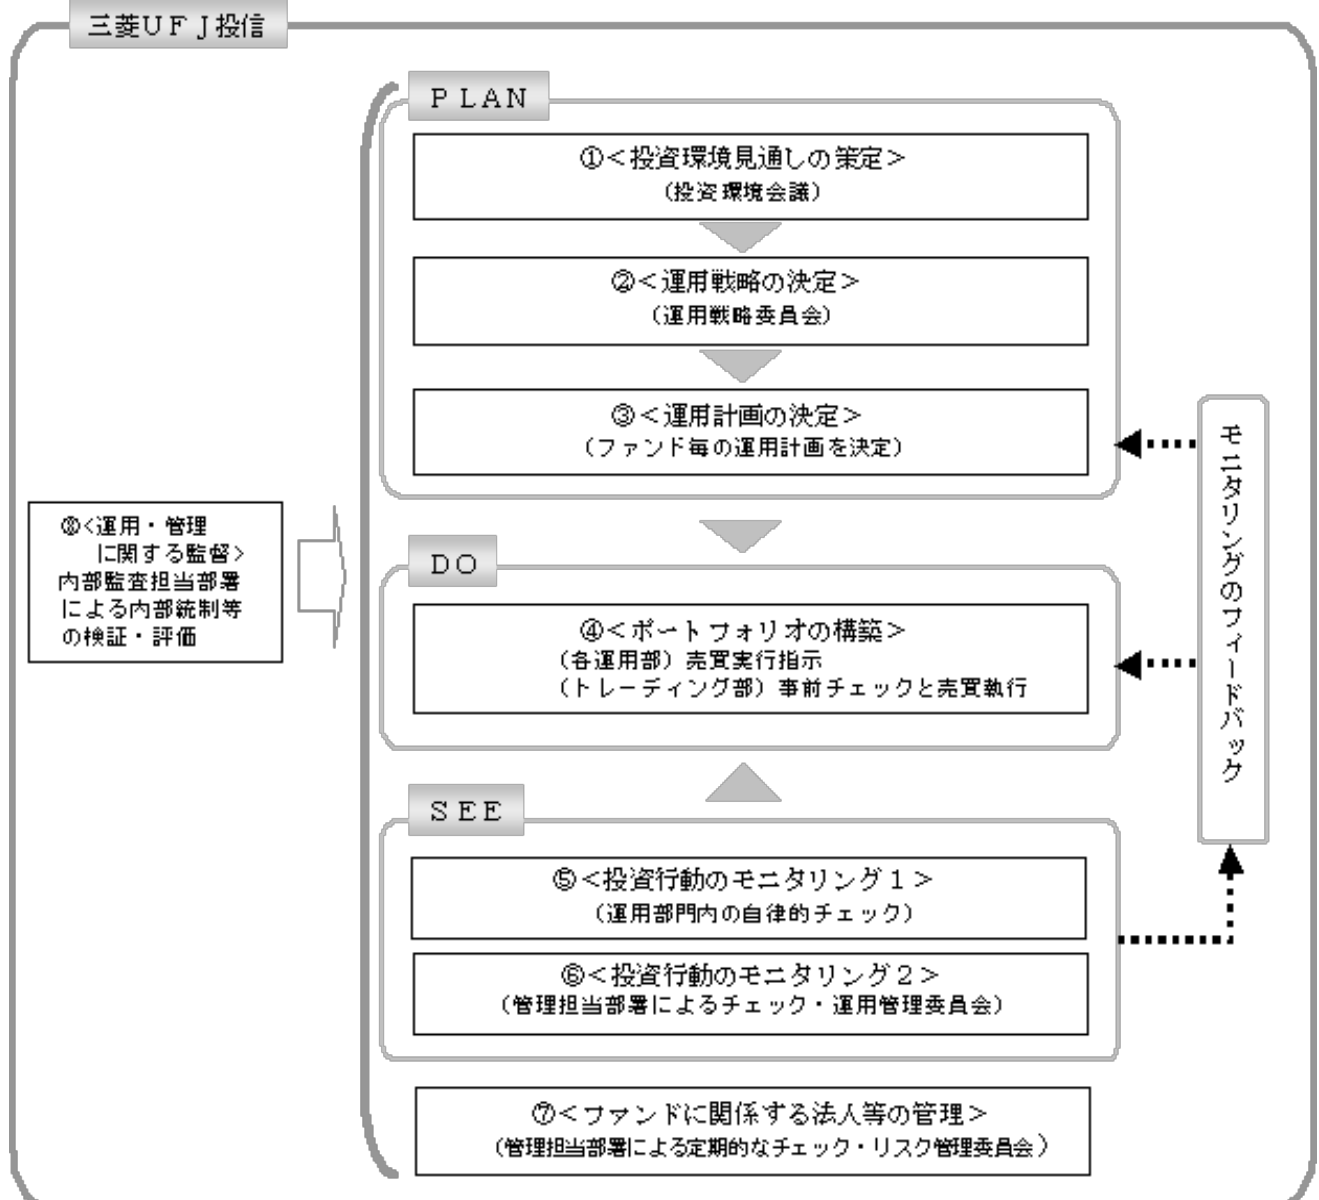 三菱ＵＦＪ投信
ＰＬＡＮ
①＜投資環境見通しの策定＞
（投資環境会議）
②＜運用戦略の決定＞
（運用戦略委員会）
③＜運用計画の決定＞
（ファンド毎の運用計画を決定）
⑧＜運用・管理
に関する監督＞
内部監査担当部署
による内部統制等
の検証・評価
ＤＯ
④＜ポートフォリオの構築＞
（各運用部）売買実行指示
（トレーディング部）事前チェックと売買執行
モニタリングのフィードバック
ＳＥＥ
⑤＜投資行動のモニタリング１＞
（運用部門内の自律的チェック）
⑥＜投資行動のモニタリング２＞
（管理担当部署によるチェック・運用管理委員会）
⑦＜ファンドに関係する法人等の管理＞
（管理担当部署による定期的なチェック・リスク管理委員会）